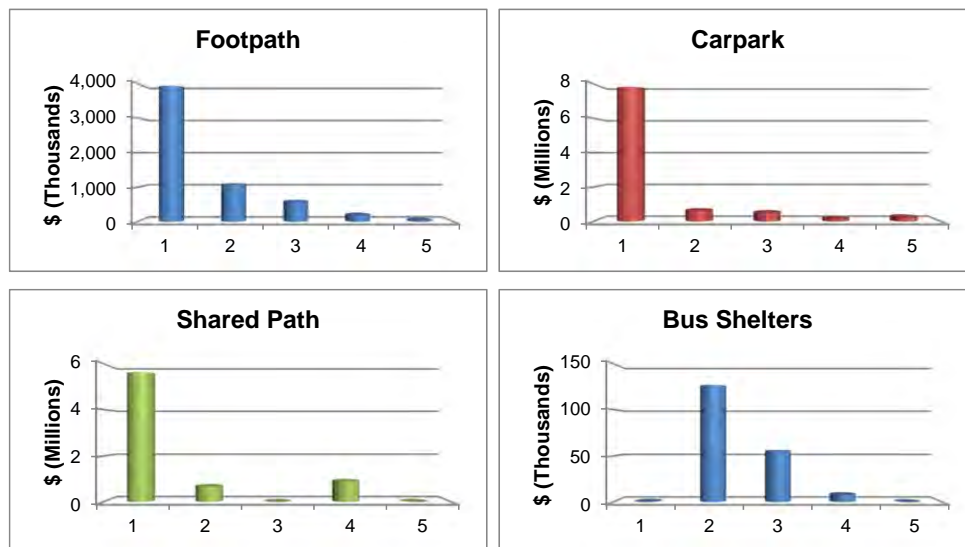 Footpath
$ (Thousands)
4,000
3,000
2,000
1,000
0
1 2 3 4 5
Carpark
$ (Millions)
8
6
4
2
0
1 2 3 4 5
Shared Path
$ (Millions)
6
4
2
0
1 2 3 4 5
Bus Shelters
$ (Thousands)
150
100
50
0
1 2 3 4 5